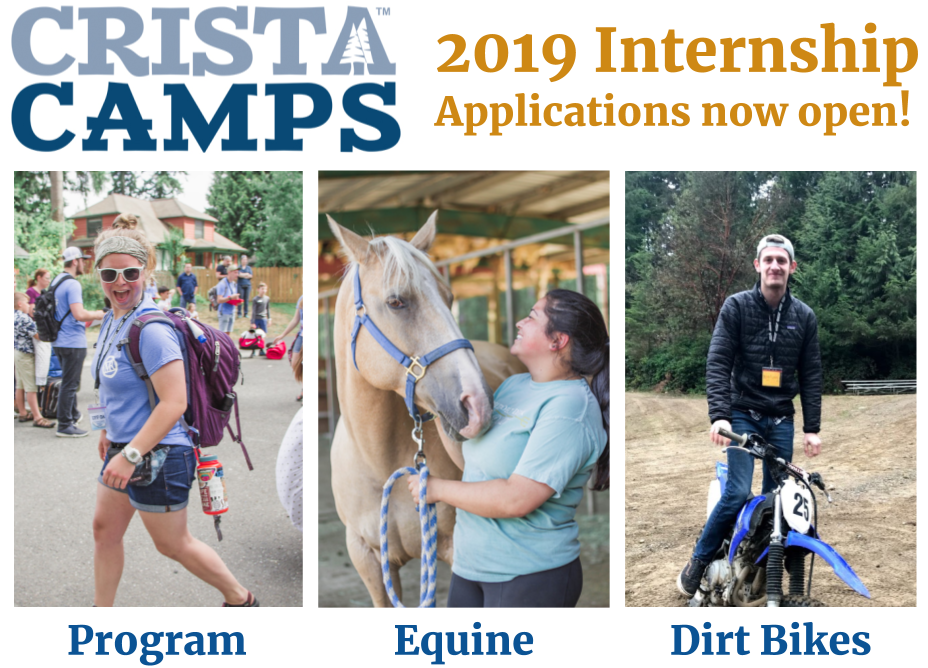 CRISTA™
CAMPS
2019 Internship
Applications now open!
25
Program
Equine
Dirt Bikes